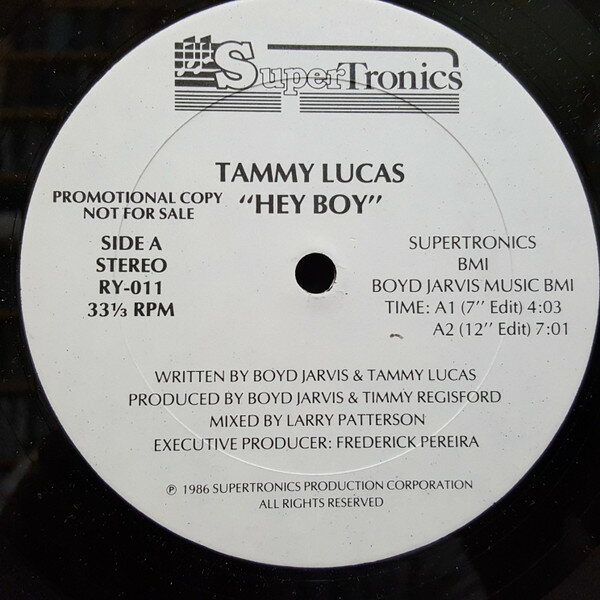 SuperTronics
TAMMY LUCAS
"HEY BOY"
PROMOTIONAL COPY
NOT FOR SALE
SIDE A
STEREO
RY-011
33⅓ RPM
SUPERTRONICS
BMI
BOYD JARVIS MUSIC BMI
TIME: A1 (7" Edit) 4:03
A2 (12" Edit) 7:01
WRITTEN BY BOYD JARVIS & TAMMY LUCAS
PRODUCED BY BOYD JARVIS & TIMMY REGISFORD
MIXED BY LARRY PATTERSON
EXECUTIVE PRODUCER: FREDERICK PEREIRA
℗ 1986 SUPERTRONICS PRODUCTION CORPORATION
ALL RIGHTS RESERVED